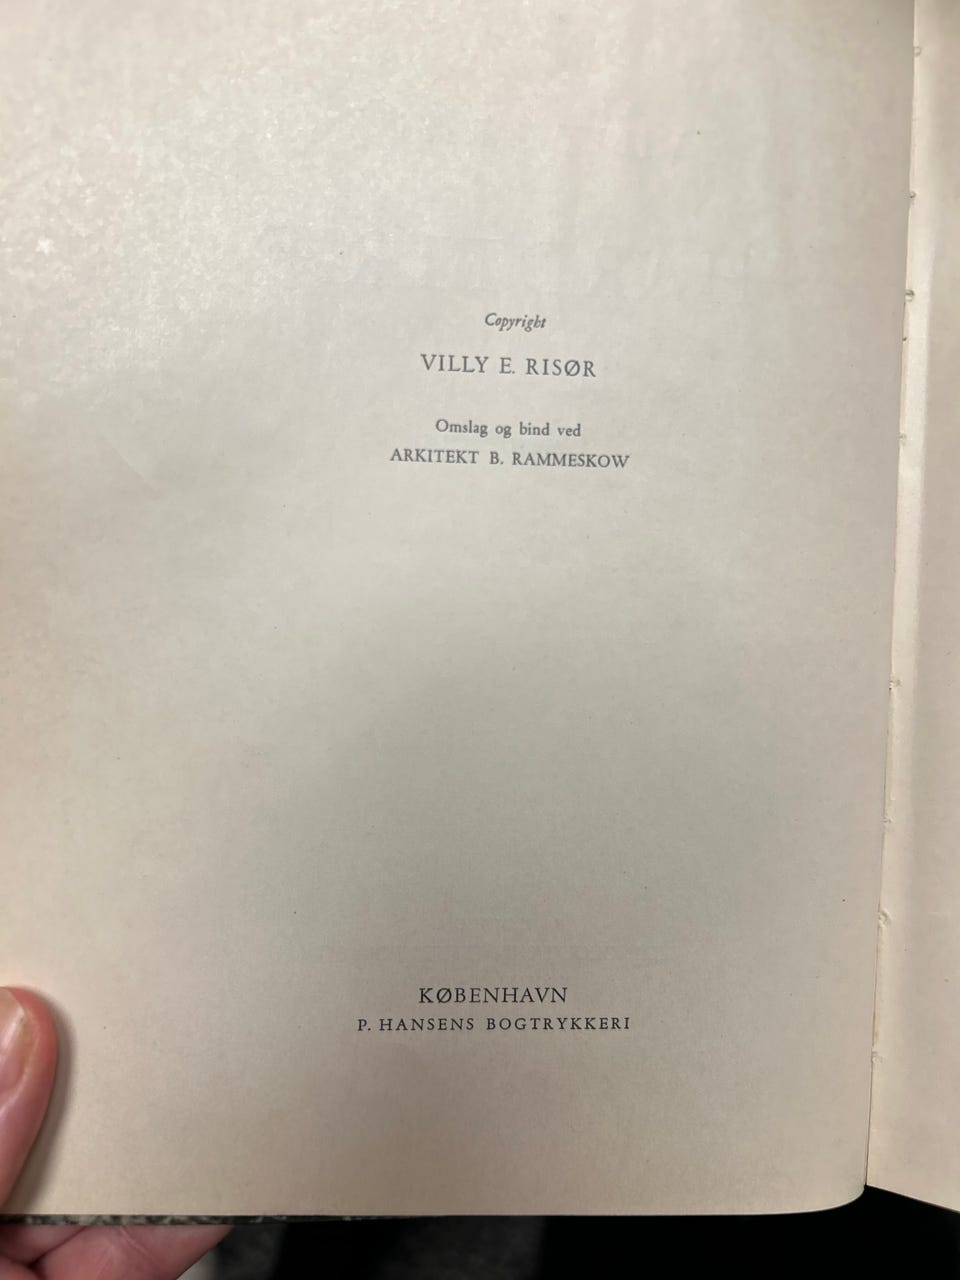 Copyright
VILLY E. RISØR
Omslag og bind ved
ARKITEKT B. RAMMESKOW
KØBENHAVN
P. HANSENS BOGTRYKKERI